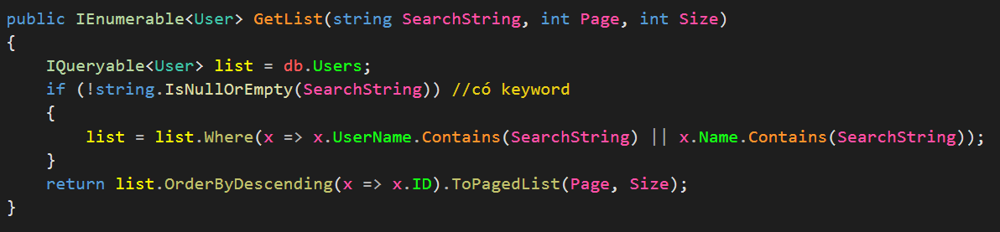 public IEnumerable<User> GetList(string SearchString, int Page, int Size)
{
    IQueryable<User> list = db.Users;
    if (!string.IsNullOrEmpty(SearchString)) //có keyword
    {
        list = list.Where(x => x.UserName.Contains(SearchString) || x.Name.Contains(SearchString));
    }
    return list.OrderByDescending(x => x.ID).ToPagedList(Page, Size);
}